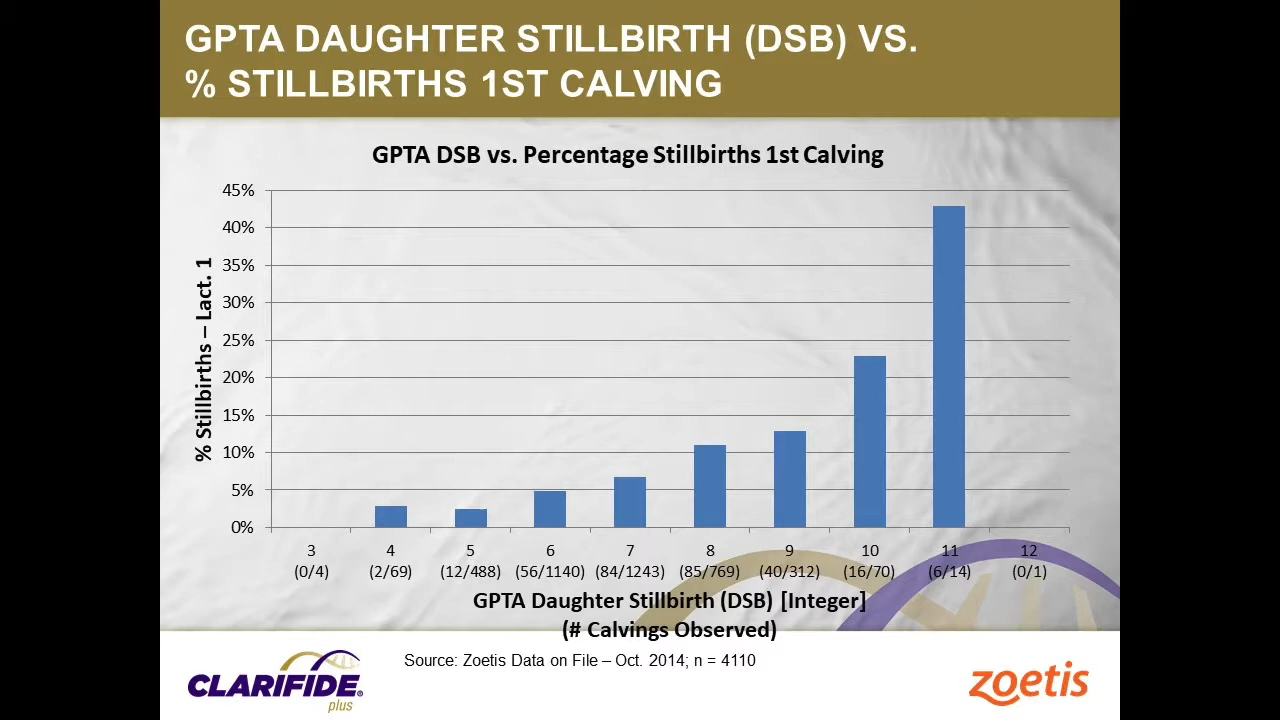 GPTA DAUGHTER STILLBIRTH (DSB) VS.
% STILLBIRTHS 1ST CALVING
GPTA DSB vs. Percentage Stillbirths 1st Calving
45%
40%
35%
30%
25%
20%
15%
10%
5%
0%
% Stillbirths – Lact. 1
3 4 5 6 7 8 9 10 11 12
(0/4) (2/69) (12/488) (56/1140) (84/1243) (85/769) (40/312) (16/70) (6/14) (0/1)
GPTA Daughter Stillbirth (DSB) [Integer]
(# Calvings Observed)
Source: Zoetis Data on File – Oct. 2014; n = 4110
CLARIFIDE®
plus
zoetis